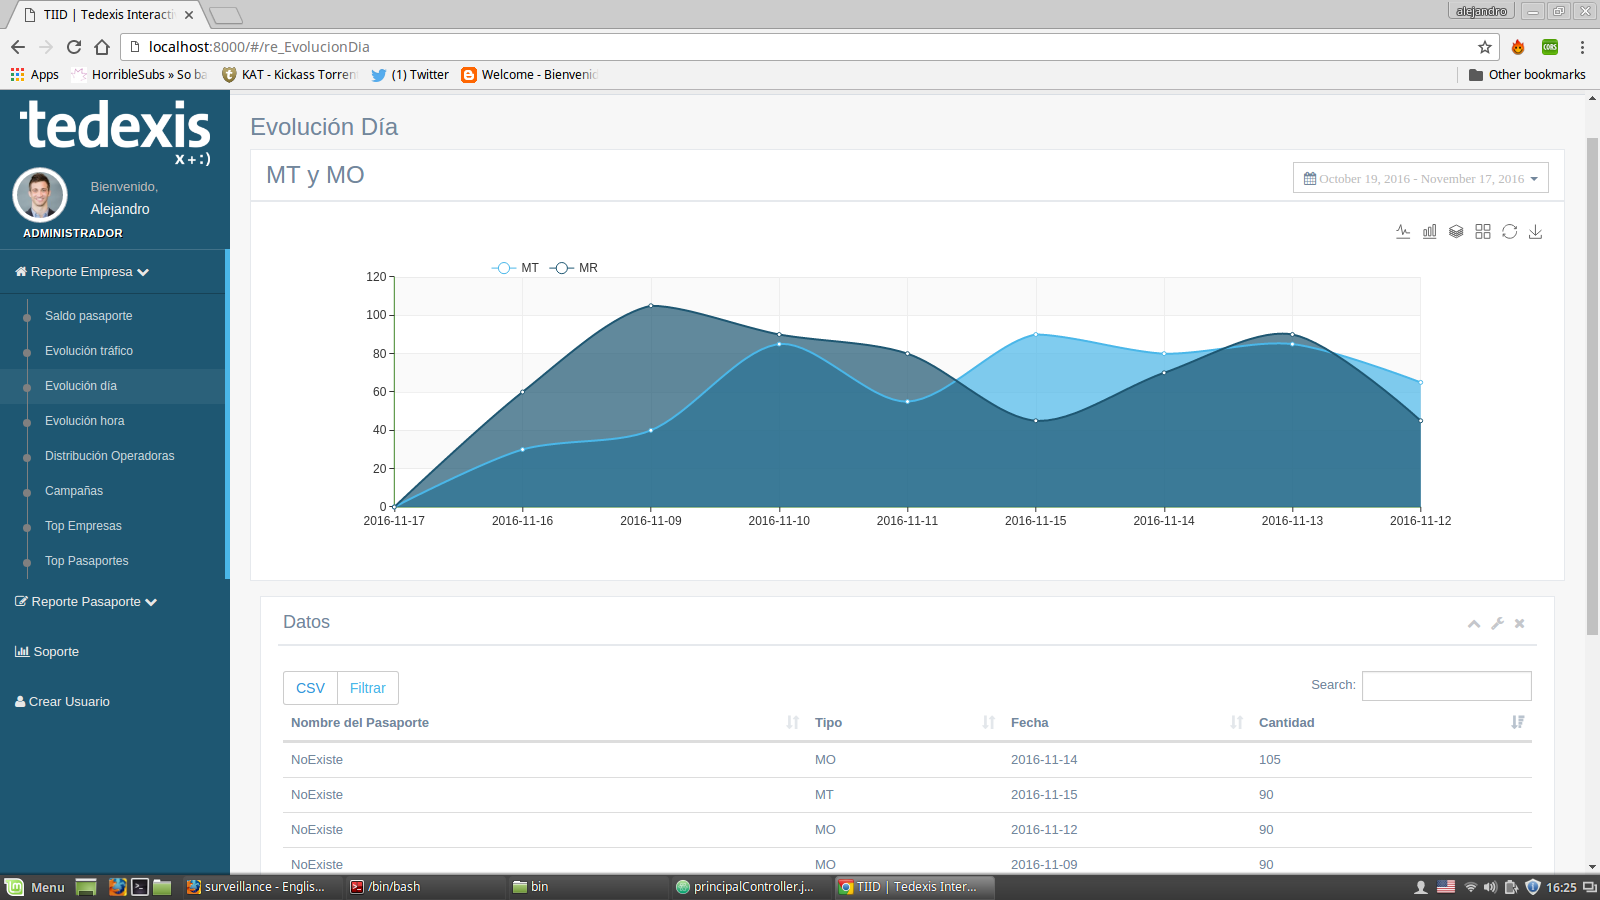 TIID | Tedexis Interacti
alejandro
localhost:8000/#/re_EvolucionDia
CORS
Apps
HorribleSubs » So ba
KAT - Kickass Torren
(1) Twitter
Welcome - Bienvenid
Other bookmarks
tedexis
x+:)
Bienvenido,
Alejandro
ADMINISTRADOR
Reporte Empresa
Saldo pasaporte
Evolución tráfico
Evolución día
Evolución hora
Distribución Operadoras
Campañas
Top Empresas
Top Pasaportes
Reporte Pasaporte
Soporte
Crear Usuario
Evolución Día
MT y MO
October 19, 2016 - November 17, 2016
MT MR
120
100
80
60
40
20
0
2016-11-17 2016-11-16 2016-11-09 2016-11-10 2016-11-11 2016-11-15 2016-11-14 2016-11-13 2016-11-12
Datos
CSV Filtrar
Search:
Nombre del Pasaporte Tipo Fecha Cantidad
NoExiste MO 2016-11-14 105
NoExiste MT 2016-11-15 90
NoExiste MO 2016-11-12 90
NoExiste MO 2016-11-09 90
Menu
surveillance - Englis...
/bin/bash
bin
principalController.j...
TIID | Tedexis Inter...
16:25